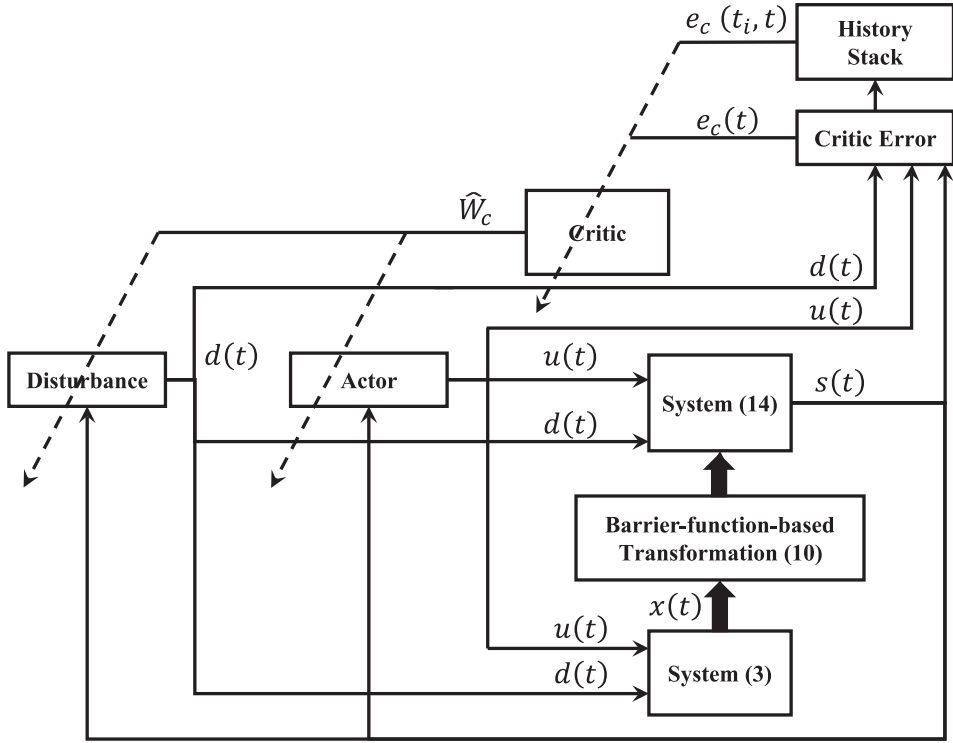 e_c (t_i, t)
History
Stack
e_c(t)
Critic Error
Ŵ_c
Critic
d(t)
u(t)
Disturbance
d(t)
Actor
u(t)
System (14)
s(t)
d(t)
Barrier-function-based
Transformation (10)
x(t)
u(t)
System (3)
d(t)